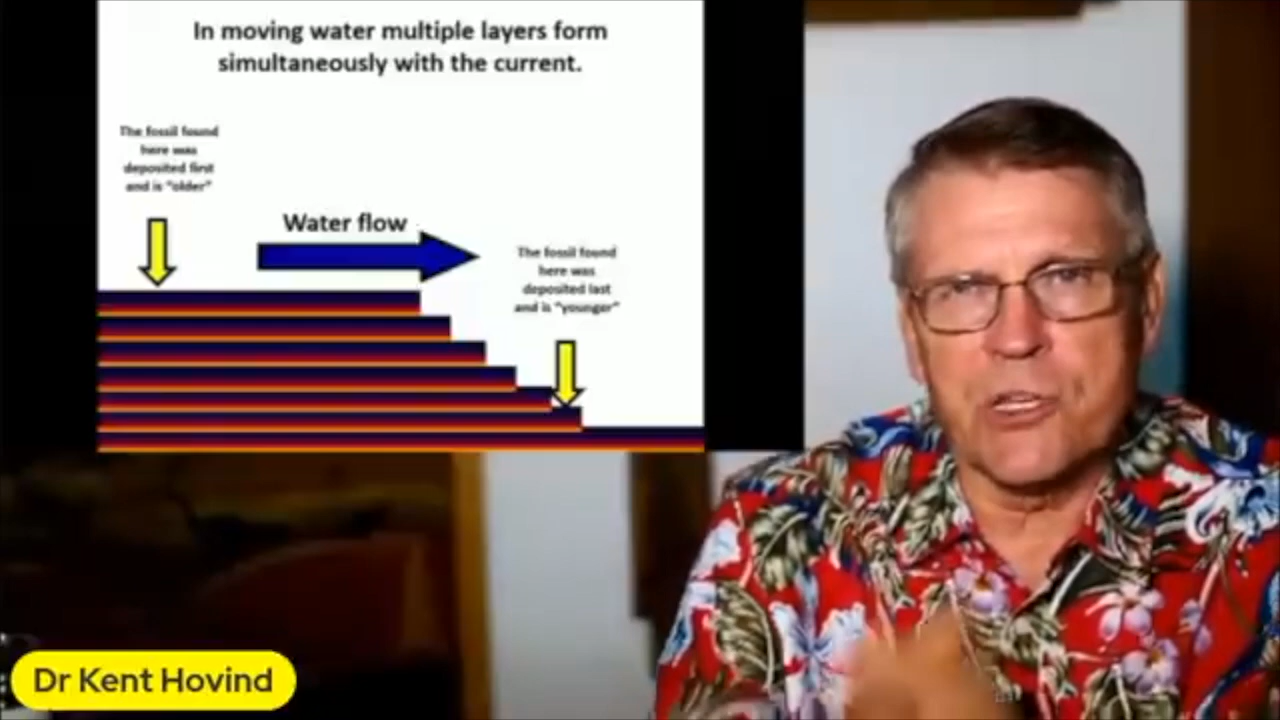 In moving water multiple layers form
simultaneously with the current.
The fossil found
here was
deposited first
and is "older"
Water flow
The fossil found
here was
deposited last
and is "younger"
Dr Kent Hovind